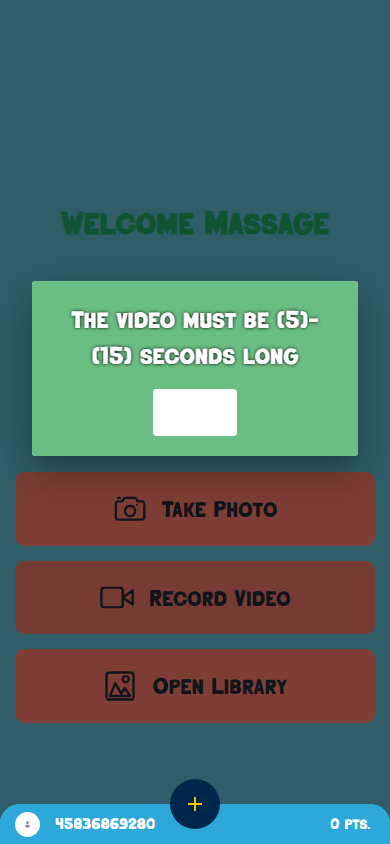 Welcome Massage
The video must be (5)-
(15) seconds long
Take Photo
Record Video
Open Library
45836869280
0 pts.